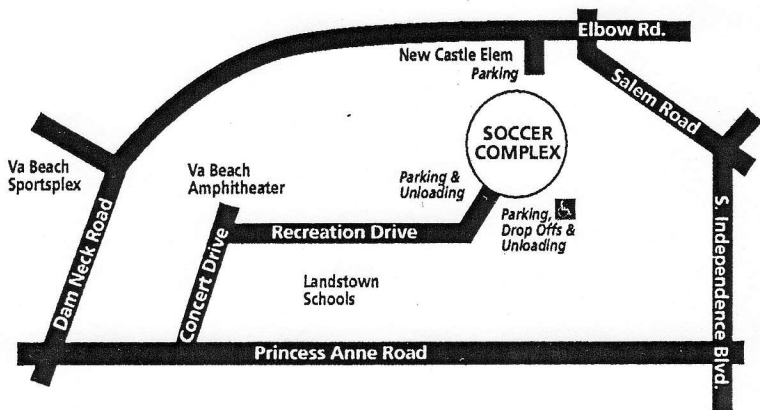 Elbow Rd.
New Castle Elem
Parking
Salem Road
SOCCER
COMPLEX
Va Beach
Sportsplex
Va Beach
Amphitheater
Parking &
Unloading
Parking,
Drop Offs &
Unloading
Recreation Drive
Dam Neck Road
Concert Drive
Landstown
Schools
S. Independence Blvd.
Princess Anne Road